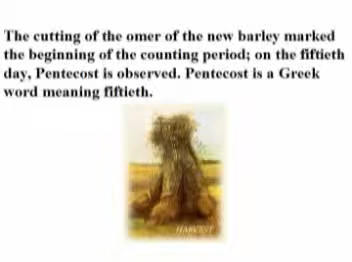 The cutting of the omer of the new barley marked
the beginning of the counting period; on the fiftieth
day, Pentecost is observed. Pentecost is a Greek
word meaning fiftieth.
HARVEST